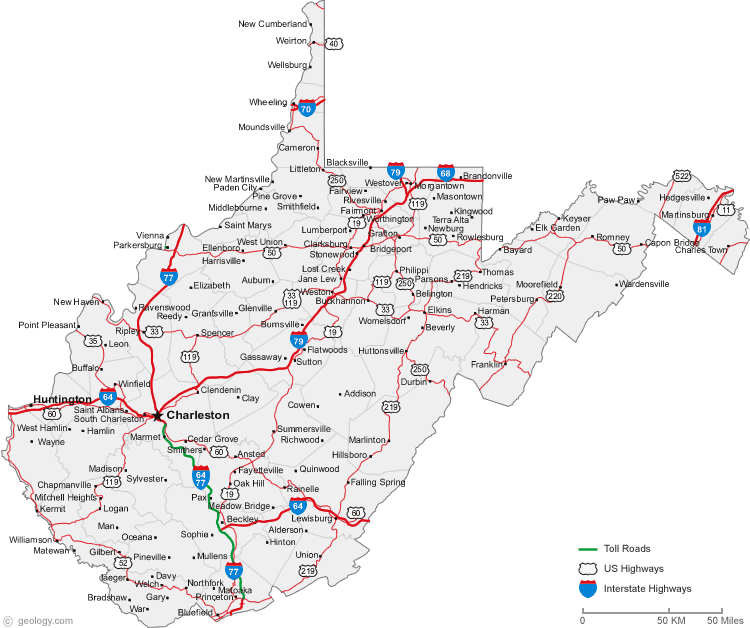 New Cumberland
Weirton
40
Wellsburg
Wheeling
70
Moundsville
Cameron
Littleton
Blacksville
79
68
Brandonville
250
Westover
Morgantown
522
New Martinsville
Paden City
Fairview
Masontown
Hedgesville
Pine Grove
Rivesville
119
Paw Paw
Martinsburg
11
Middlebourne
Smithfield
Fairmont
Kingwood
Saint Marys
19
Worthington
Terra Alta
Keyser
Lumberport
Newburg
Elk Garden
81
Vienna
Grafton
Rowlesburg
Romney
Parkersburg
West Union
Clarksburg
50
Capon Bridge
Ellenboro
50
Bridgeport
Bayard
50
Charles Town
Harrisville
Stonewood
77
Lost Creek
Philippi
219
Thomas
Jane Lew
119
250
Parsons
Hendricks
Moorefield
Wardensville
Elizabeth
Auburn
Weston
Belington
Petersburg
220
New Haven
33
119
Buckhannon
33
Ravenswood
Grantsville
Glenville
Elkins
Harman
Reedy
Womelsdorf
33
Point Pleasant
Ripley
33
Spencer
Burnsville
19
Beverly
35
Leon
79
Flatwoods
Huttonsville
119
Gassaway
Sutton
Franklin
Buffalo
250
Winfield
Durbin
Clendenin
Addison
Huntington
64
Clay
Cowen
219
60
Saint Albans
Charleston
South Charleston
West Hamlin
Hamlin
Summersville
Marmet
Cedar Grove
Richwood
Marlinton
Wayne
Smithers
60
Ansted
Hillsboro
Madison
64
77
Fayetteville
Quinwood
Chapmanville
119
Sylvester
Oak Hill
Falling Spring
Mitchell Heights
Pax
19
Rainelle
Kermit
Logan
Meadow Bridge
64
60
Beckley
Lewisburg
Man
Sophia
Alderson
Williamson
Oceana
Hinton
Matewan
Gilbert
Mullens
Union
52
Pineville
77
219
Iaeger
Davy
Welch
Northfork
Matoaka
Bradshaw
Gary
Princeton
War
Bluefield
Toll Roads
US Highways
Interstate Highways
0 50 KM 50 Miles
© geology.com